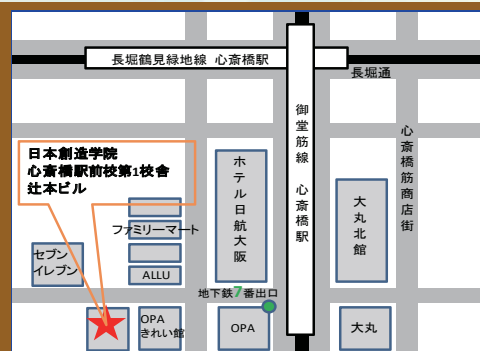 長堀鶴見緑地線 心斎橋駅
長堀通
御堂筋線 心斎橋駅
心斎橋筋商店街
日本創造学院
心斎橋駅前校第1校舎
辻本ビル
ホテル日航大阪
大丸北館
ファミリーマート
セブン
イレブン
ALLU
地下鉄7番出口
OPA
きれい館
OPA
大丸